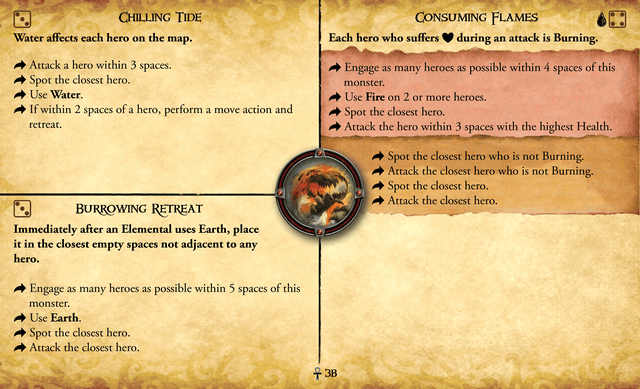 Chilling Tide
Water affects each hero on the map.
Attack a hero within 3 spaces.
Spot the closest hero.
Use Water.
If within 2 spaces of a hero, perform a move action and
retreat.
Burrowing Retreat
Immediately after an Elemental uses Earth, place
it in the closest empty spaces not adjacent to any
hero.
Engage as many heroes as possible within 5 spaces of this
monster.
Use Earth.
Spot the closest hero.
Attack the closest hero.
Consuming Flames
Each hero who suffers ♥ during an attack is Burning.
Engage as many heroes as possible within 4 spaces of this
monster.
Use Fire on 2 or more heroes.
Spot the closest hero.
Attack the hero within 3 spaces with the highest Health.
Spot the closest hero who is not Burning.
Attack the closest hero who is not Burning.
Spot the closest hero.
Attack the closest hero.
3B